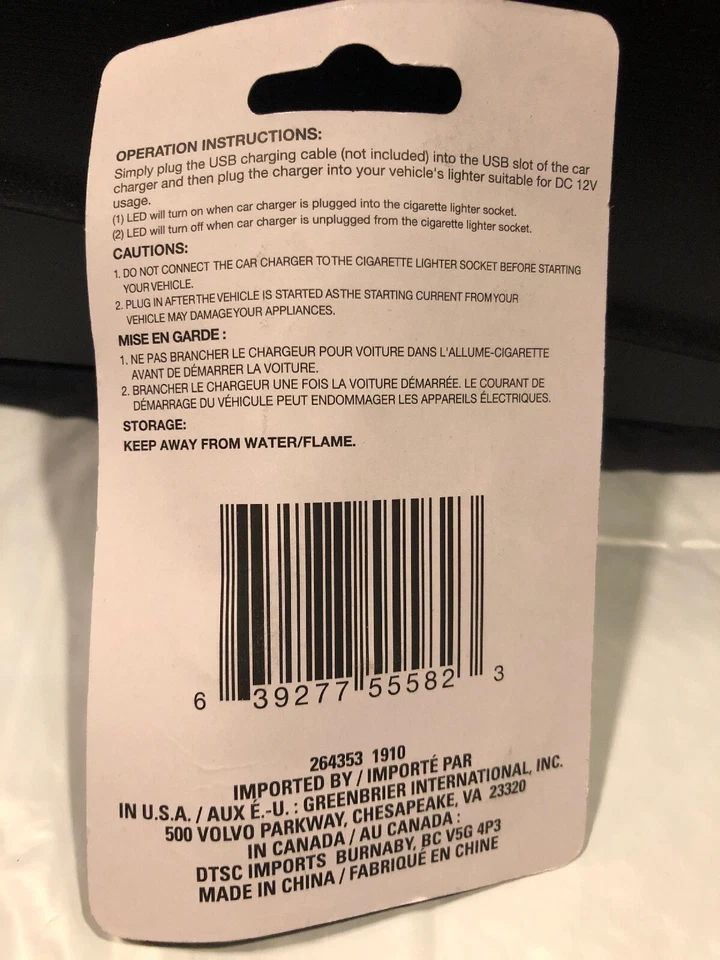 OPERATION INSTRUCTIONS:
Simply plug the USB charging cable (not included) into the USB slot of the car
charger and then plug the charger into your vehicle's lighter suitable for DC 12V
usage.
(1) LED will turn on when car charger is plugged into the cigarette lighter socket.
(2) LED will turn off when car charger is unplugged from the cigarette lighter socket.
CAUTIONS:
1. DO NOT CONNECT THE CAR CHARGER TO THE CIGARETTE LIGHTER SOCKET BEFORE STARTING
YOUR VEHICLE.
2. PLUG IN AFTER THE VEHICLE IS STARTED AS THE STARTING CURRENT FROM YOUR
VEHICLE MAY DAMAGE YOUR APPLIANCES.
MISE EN GARDE :
1. NE PAS BRANCHER LE CHARGEUR POUR VOITURE DANS L'ALLUME-CIGARETTE
AVANT DE DÉMARRER LA VOITURE.
2. BRANCHER LE CHARGEUR UNE FOIS LA VOITURE DÉMARRÉE. LE COURANT DE
DÉMARRAGE DU VÉHICULE PEUT ENDOMMAGER LES APPAREILS ÉLECTRIQUES.
STORAGE:
KEEP AWAY FROM WATER/FLAME.
6 39277 55582 3
264353 1910
IMPORTED BY / IMPORTÉ PAR
IN U.S.A. / AUX É.-U. : GREENBRIER INTERNATIONAL, INC.
500 VOLVO PARKWAY, CHESAPEAKE, VA 23320
IN CANADA / AU CANADA :
DTSC IMPORTS BURNABY, BC V5G 4P3
MADE IN CHINA / FABRIQUÉ EN CHINE